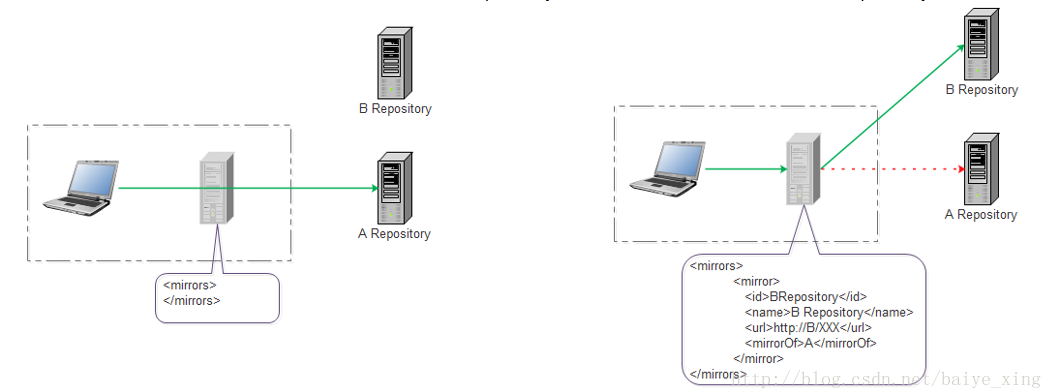 B Repository
A Repository
<mirrors>
</mirrors>
B Repository
A Repository
<mirrors>
<mirror>
<id>BRepository</id>
<name>B Repository</name>
<url>http://B/XXX</url>
<mirrorOf>A</mirrorOf>
</mirror>
</mirrors>
http://blog.csdn.net/baiye_xing